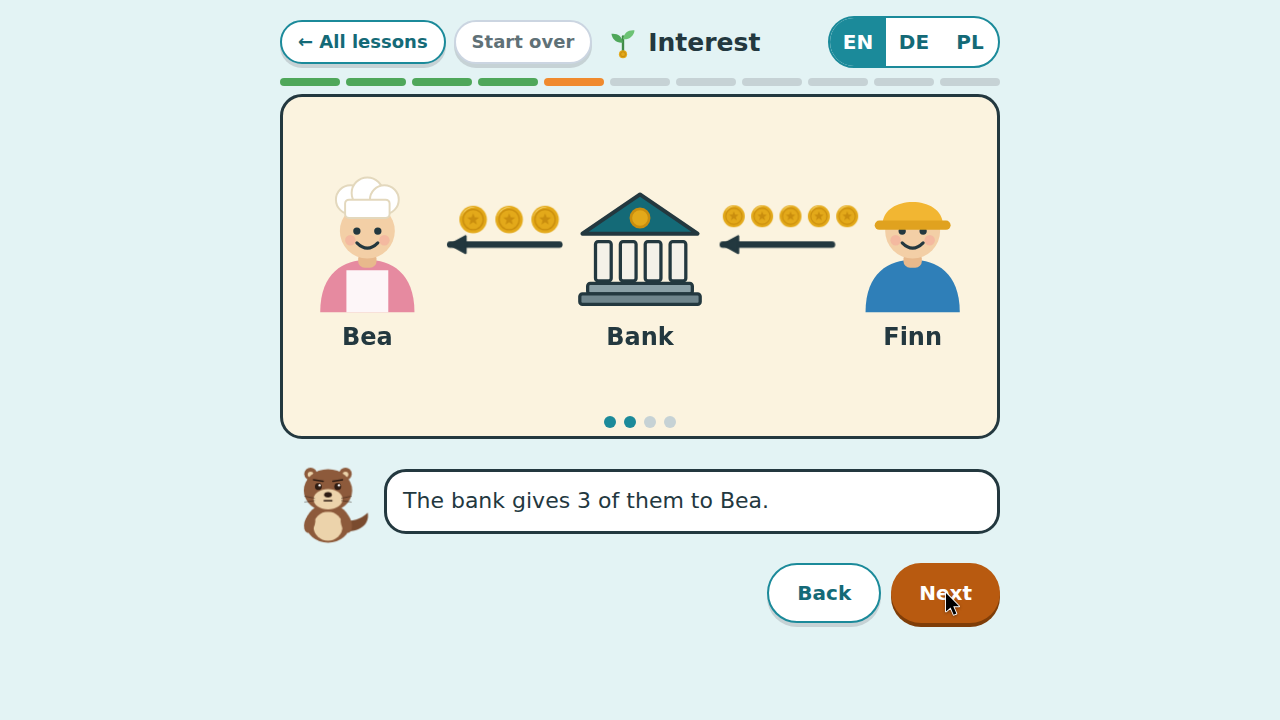 ← All lessons
Start over
Interest
EN DE PL
Bea
Bank
Finn
The bank gives 3 of them to Bea.
Back
Next